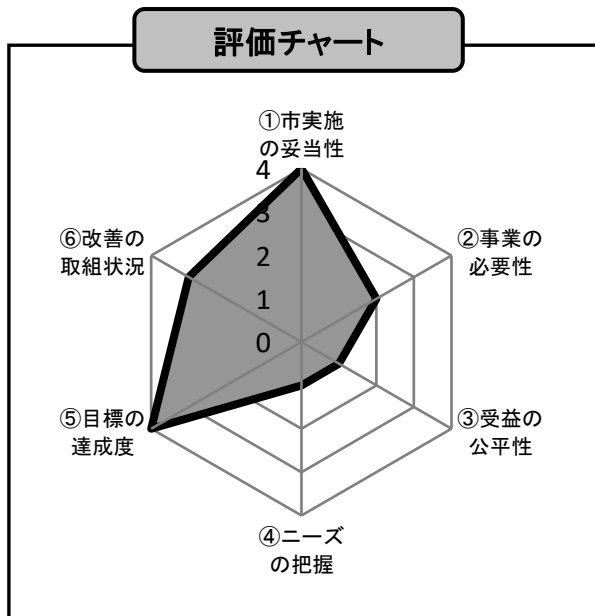 評価チャート
①市実施
の妥当性
4
3
2
1
0
②事業の
必要性
③受益の
公平性
④ニーズ
の把握
⑤目標の
達成度
⑥改善の
取組状況